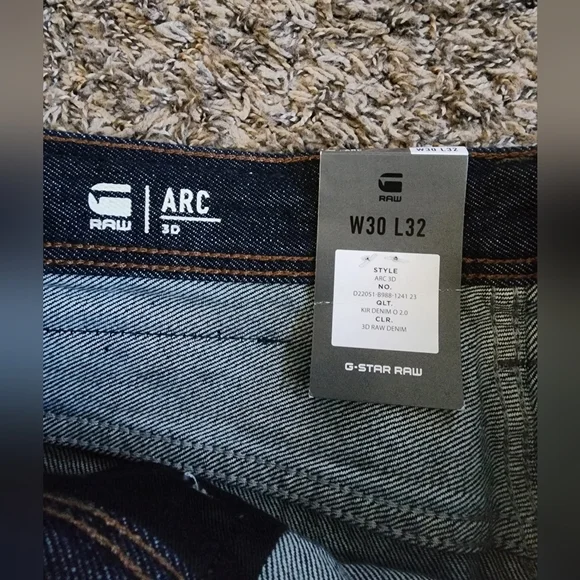 RAW
ARC
3D
W30 L32
RAW
W30 L32
STYLE
ARC 3D
NO.
D22051-B988-1241 23
QLT.
KIR DENIM O 2.0
CLR.
3D RAW DENIM
G-STAR RAW